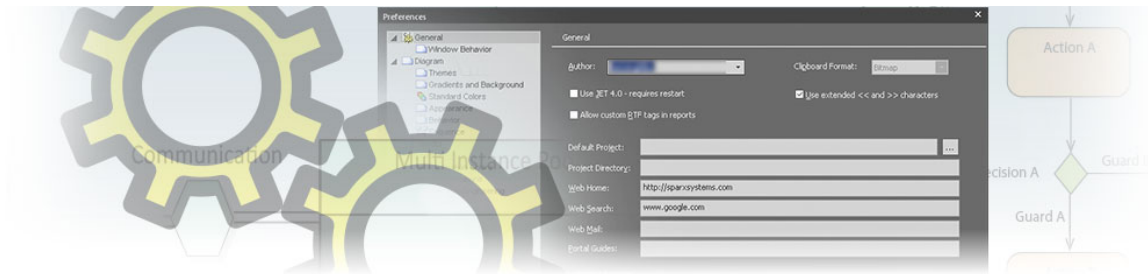 Preferences
×
General
Window Behavior
Diagram
Themes
Gradients and Background
Standard Colors
Appearance
Behavior
Sequence
General
Author:
Clipboard Format:
Bitmap
Use JET 4.0 - requires restart
Use extended << and >> characters
Allow custom RTF tags in reports
Default Project:
...
Project Directory:
Web Home:
http://sparxsystems.com
Web Search:
www.google.com
Web Mail:
Portal Guides:
Communication
Multi Instance
Action A
Guard
Guard A